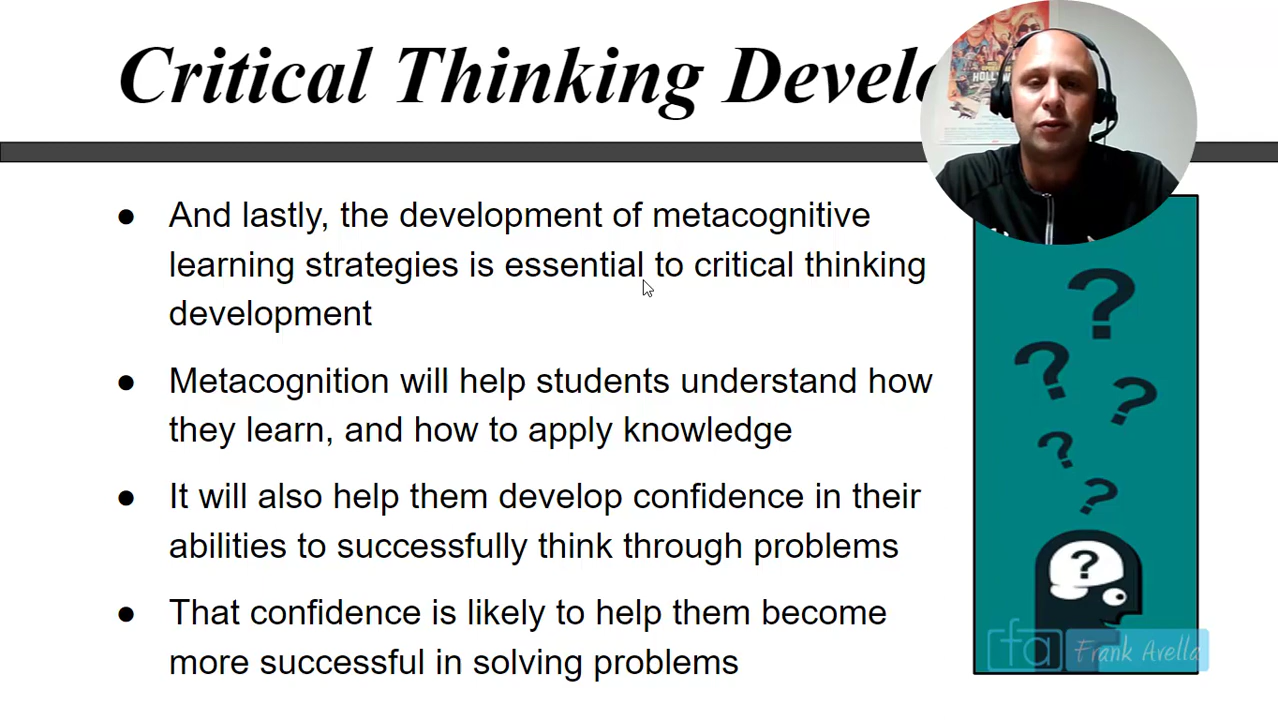 Critical Thinking Develo
HOLLYW
● And lastly, the development of metacognitive
learning strategies is essential to critical thinking
development
● Metacognition will help students understand how
they learn, and how to apply knowledge
● It will also help them develop confidence in their
abilities to successfully think through problems
● That confidence is likely to help them become
more successful in solving problems
?
?
?
?
?
?
fa Frank Avella